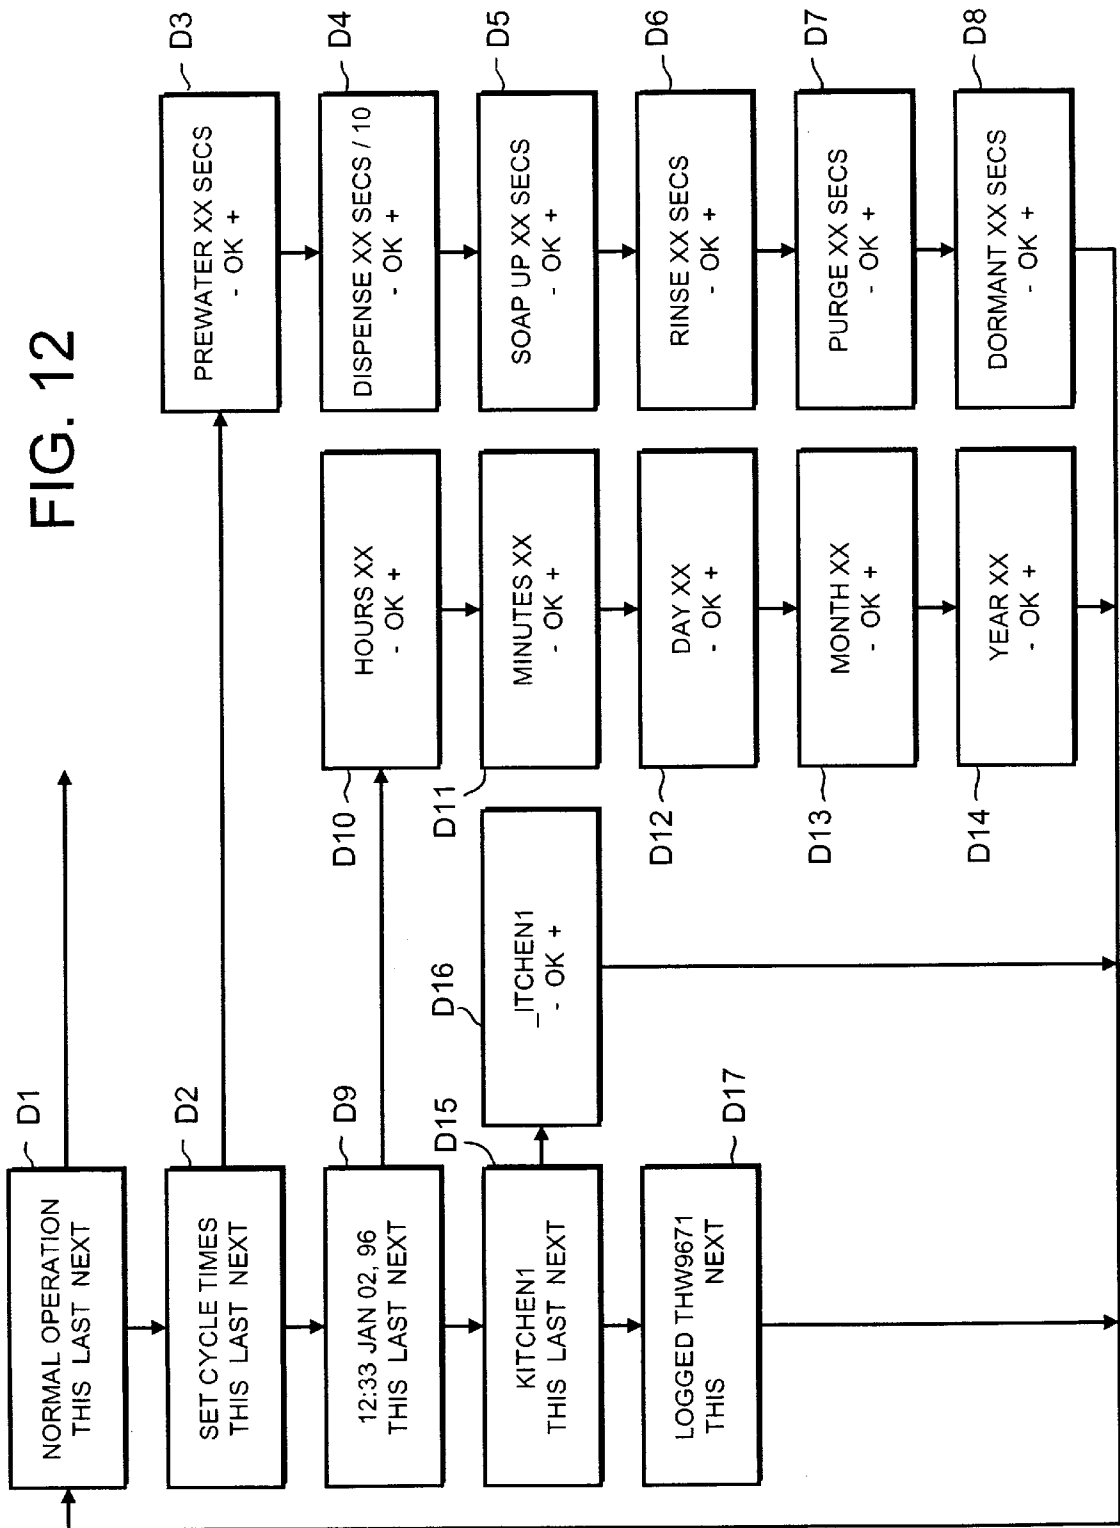 FIG. 12
D1
NORMAL OPERATION
THIS LAST NEXT
D2
SET CYCLE TIMES
THIS LAST NEXT
D3
PREWATER XX SECS
- OK +
D4
DISPENSE XX SECS / 10
- OK +
D5
SOAP UP XX SECS
- OK +
D6
RINSE XX SECS
- OK +
D7
PURGE XX SECS
- OK +
D8
DORMANT XX SECS
- OK +
D9
12:33 JAN 02, 96
THIS LAST NEXT
D10
HOURS XX
- OK +
D11
MINUTES XX
- OK +
D12
DAY XX
- OK +
D13
MONTH XX
- OK +
D14
YEAR XX
- OK +
D15
KITCHEN1
THIS LAST NEXT
D16
_ITCHEN1
- OK +
D17
LOGGED THW9671
THIS NEXT